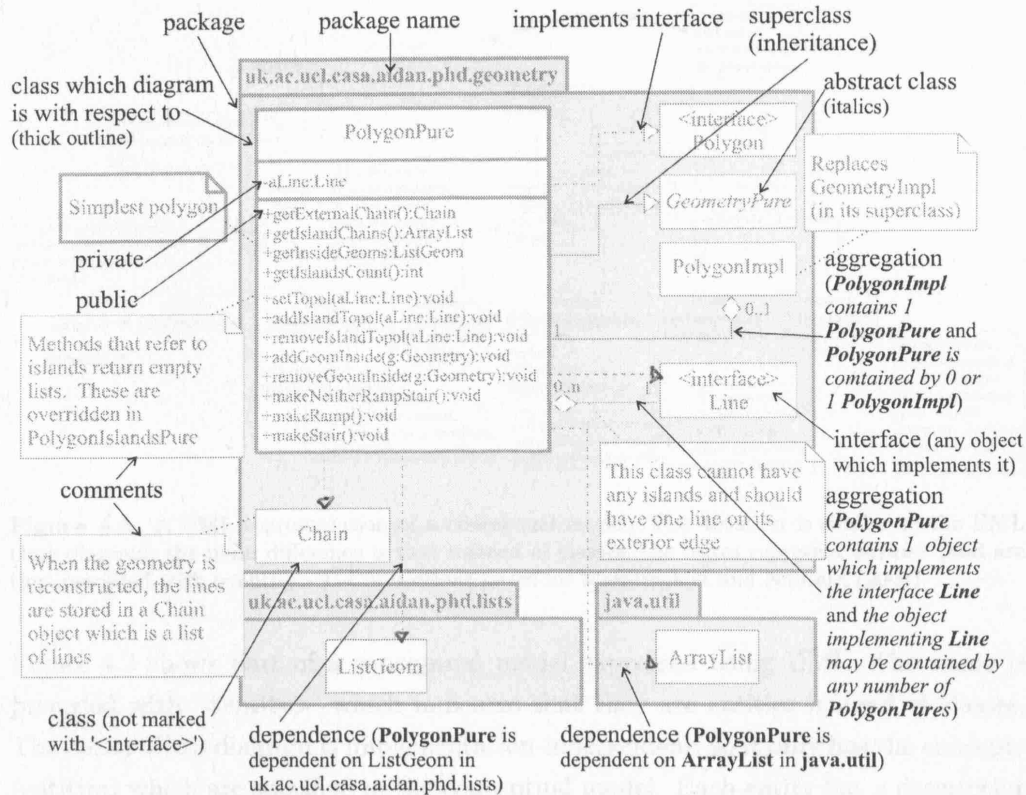 package
package name
implements interface
superclass
(inheritance)
uk.ac.ucl.casa.aidan.phd.geometry
class which diagram
is with respect to
(thick outline)
abstract class
(italics)
PolygonPure
<interface>
Polygon
Replaces
GeometryImpl
(in its superclass)
-aLine:Line
GeometryPure
Simplest polygon
+getExternalChain():Chain
+getIslandChains():ArrayList
+getInsideGeoms:ListGeom
+getIslandsCount():int
PolygonImpl
private
public
aggregation
(PolygonImpl
contains 1
PolygonPure and
PolygonPure is
comtained by 0 or
1 PolygonImpl)
+setTopol(aLine:Line):void
+addIslandTopol(aLine:Line):void
+removeIslandTopol(aLine:Line):void
+addGeomInside(g:Geometry):void
+removeGeomInside(g:Geometry):void
+makeNeitherRampStair():void
+makeRamp():void
+makeStair():void
0..1
1
0..n
1
Methods that refer to
islands return empty
lists. These are
overridden in
PolygonIslandsPure
<interface>
Line
interface (any object
which implements it)
comments
This class cannot have
any islands and should
have one line on its
exterior edge
aggregation
(PolygonPure
contains 1 object
which implements
the interface Line
and the object
implementing Line
may be contained by
any number of
PolygonPures)
Chain
When the geometry is
reconstructed, the lines
are stored in a Chain
object which is a list
of lines
uk.ac.ucl.casa.aidan.phd.lists
java.util
ListGeom
ArrayList
class (not marked
with '<interface>')
dependence (PolygonPure is
dependent on ListGeom in
uk.ac.ucl.casa.aidan.phd.lists)
dependence (PolygonPure is
dependent on ArrayList in java.util)